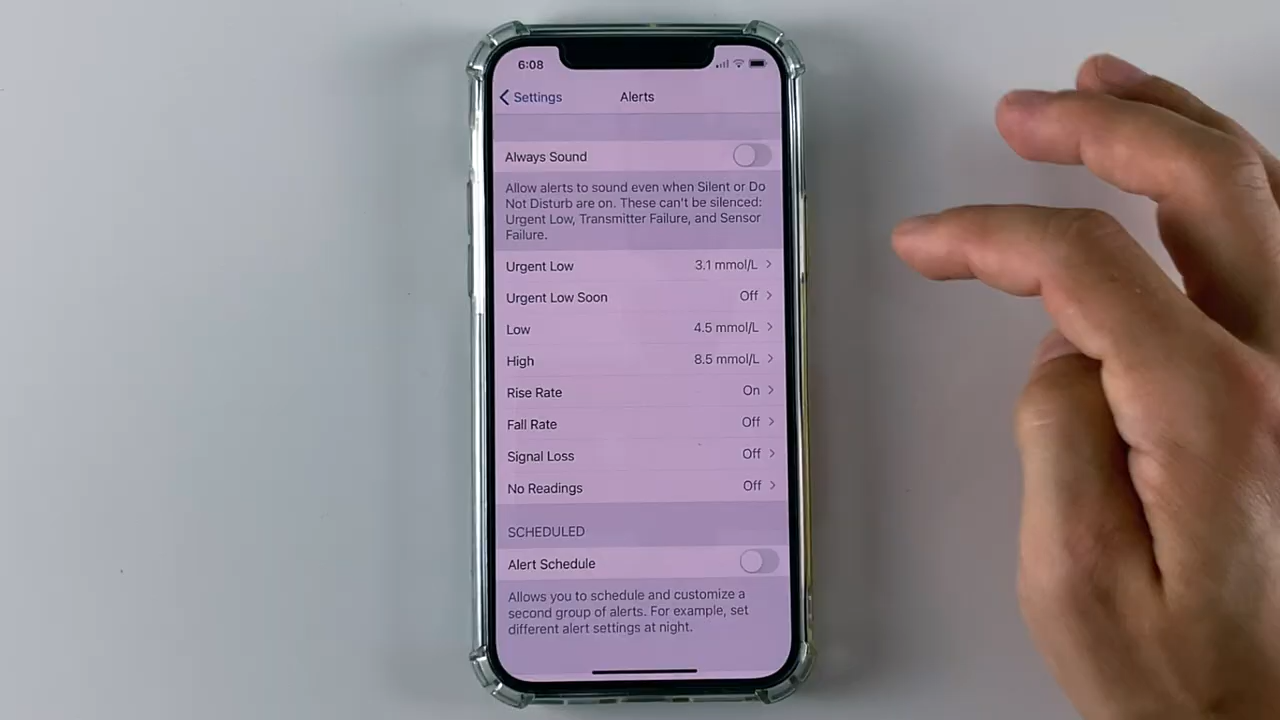 6:08
Settings
Alerts
Always Sound
Allow alerts to sound even when Silent or Do
Not Disturb are on. These can't be silenced:
Urgent Low, Transmitter Failure, and Sensor
Failure.
Urgent Low 3.1 mmol/L
Urgent Low Soon Off
Low 4.5 mmol/L
High 8.5 mmol/L
Rise Rate On
Fall Rate Off
Signal Loss Off
No Readings Off
SCHEDULED
Alert Schedule
Allows you to schedule and customize a
second group of alerts. For example, set
different alert settings at night.